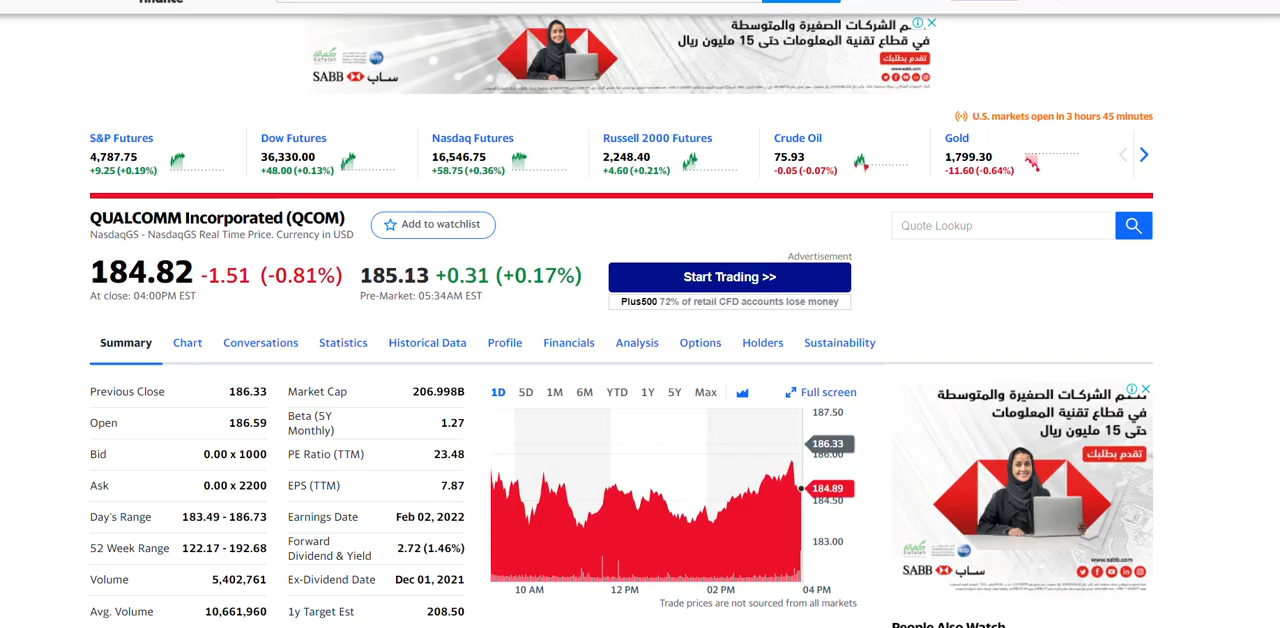 finance
م الشركات الصغيرة والمتوسطة
في قطاع تقنية المعلومات حتى 15 مليون ريال
تقدم بطلبك
www.sabb.com
كفالة
Kafalah
SABB ساب
U.S. markets open in 3 hours 45 minutes
S&P Futures
4,787.75
+9.25 (+0.19%)
Dow Futures
36,330.00
+48.00 (+0.13%)
Nasdaq Futures
16,546.75
+58.75 (+0.36%)
Russell 2000 Futures
2,248.40
+4.60 (+0.21%)
Crude Oil
75.93
-0.05 (-0.07%)
Gold
1,799.30
-11.60 (-0.64%)
QUALCOMM Incorporated (QCOM)
NasdaqGS - NasdaqGS Real Time Price. Currency in USD
Add to watchlist
Quote Lookup
184.82 -1.51 (-0.81%)
At close: 04:00PM EST
185.13 +0.31 (+0.17%)
Pre-Market: 05:34AM EST
Advertisement
Start Trading >>
Plus500 72% of retail CFD accounts lose money
Summary Chart Conversations Statistics Historical Data Profile Financials Analysis Options Holders Sustainability
Previous Close 186.33
Open 186.59
Bid 0.00 x 1000
Ask 0.00 x 2200
Day's Range 183.49 - 186.73
52 Week Range
Volume 5,402,761
Avg. Volume 10,661,960
Market Cap 206.998B
Beta (5Y
Monthly) 1.27
PE Ratio (TTM) 23.48
EPS (TTM) 7.87
Earnings Date Feb 02, 2022
Forward
Dividend & Yield 2.72 (1.46%)
Ex-Dividend Date Dec 01, 2021
1y Target Est 208.50
1D 5D 1M 6M YTD 1Y 5Y Max Full screen
187.50
186.33
186.00
184.89
184.50
183.00
10 AM 12 PM 02 PM 04 PM
Trade prices are not sourced from all markets
م الشركات الصغيرة والمتوسطة
في قطاع تقنية المعلومات
حتى 15 مليون ريال
تقدم بطلبك
كفالة
Kafalah
www.sabb.com
SABB ساب
People Also Watch